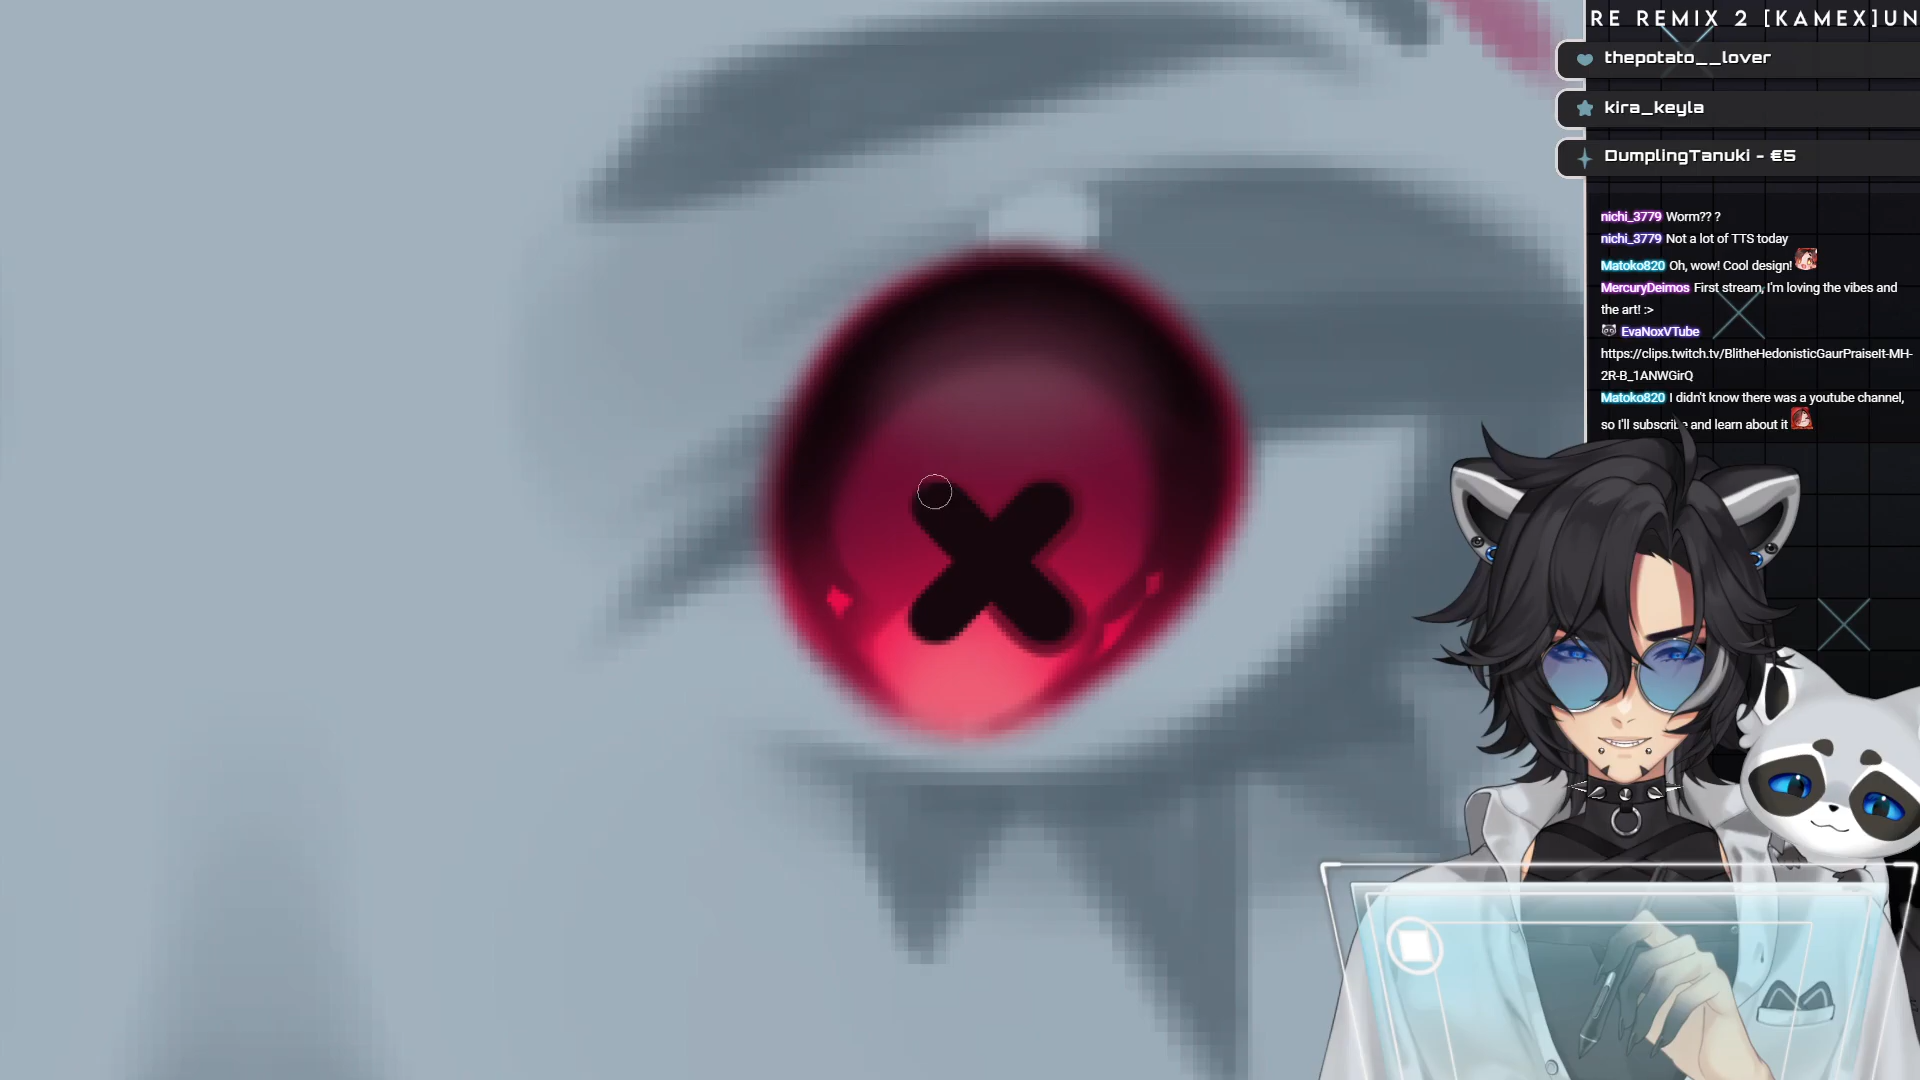 RE REMIX 2 [KAMEX]UN
thepotato__lover
kira_keyla
DumplingTanuki - €5
nichi_3779 Worm?? ?
nichi_3779 Not a lot of TTS today
Matoko820 Oh, wow! Cool design!
MercuryDeimos First stream, I'm loving the vibes and
the art! :>
EvaNoxVTube
https://clips.twitch.tv/BlitheHedonisticGaurPraiseIt-MH-
2R-B_1ANWGirQ
Matoko820 I didn't know there was a youtube channel,
so I'll subscribe and learn about it